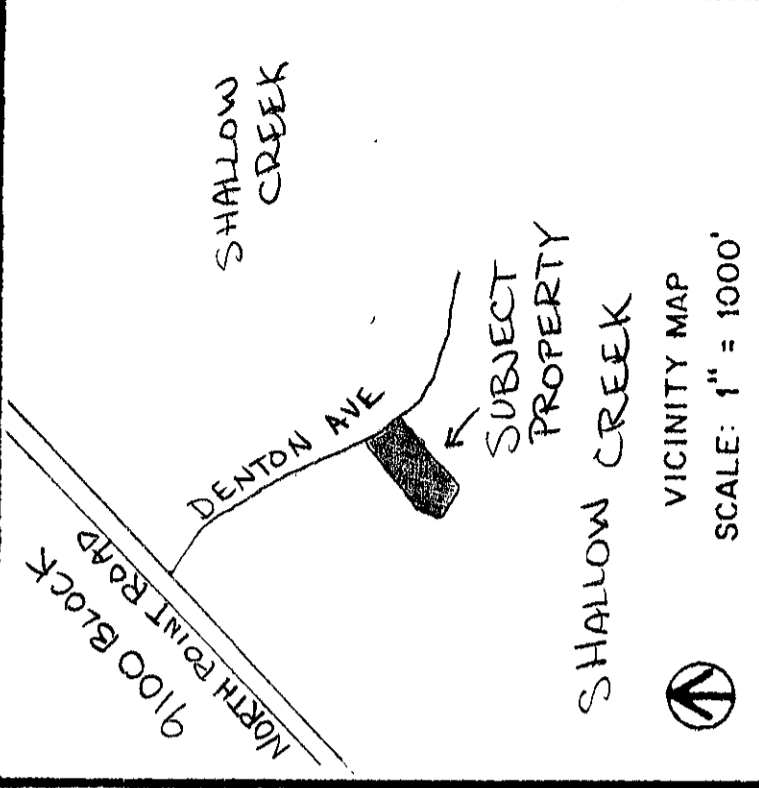 SHALLOW
CREEK
9100 BLOCK
NORTH POINT ROAD
DENTON AVE
SUBJECT
PROPERTY
SHALLOW CREEK
VICINITY MAP
SCALE: 1" = 1000'